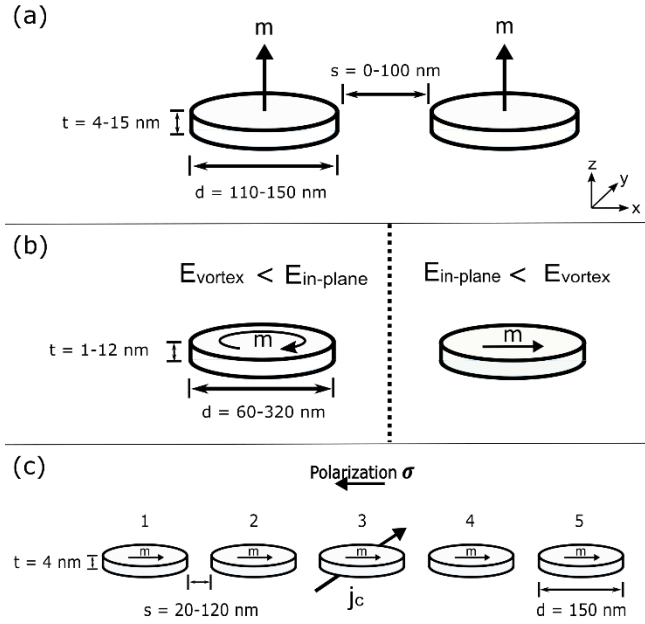 (a)
m
m
s = 0-100 nm
t = 4-15 nm
d = 110-150 nm
z
y
x
(b)
Evortex < Ein-plane
Ein-plane < Evortex
t = 1-12 nm
m
m
d = 60-320 nm
(c)
Polarization σ
1 2 3 4 5
m m m m m
t = 4 nm
s = 20-120 nm
jc
d = 150 nm